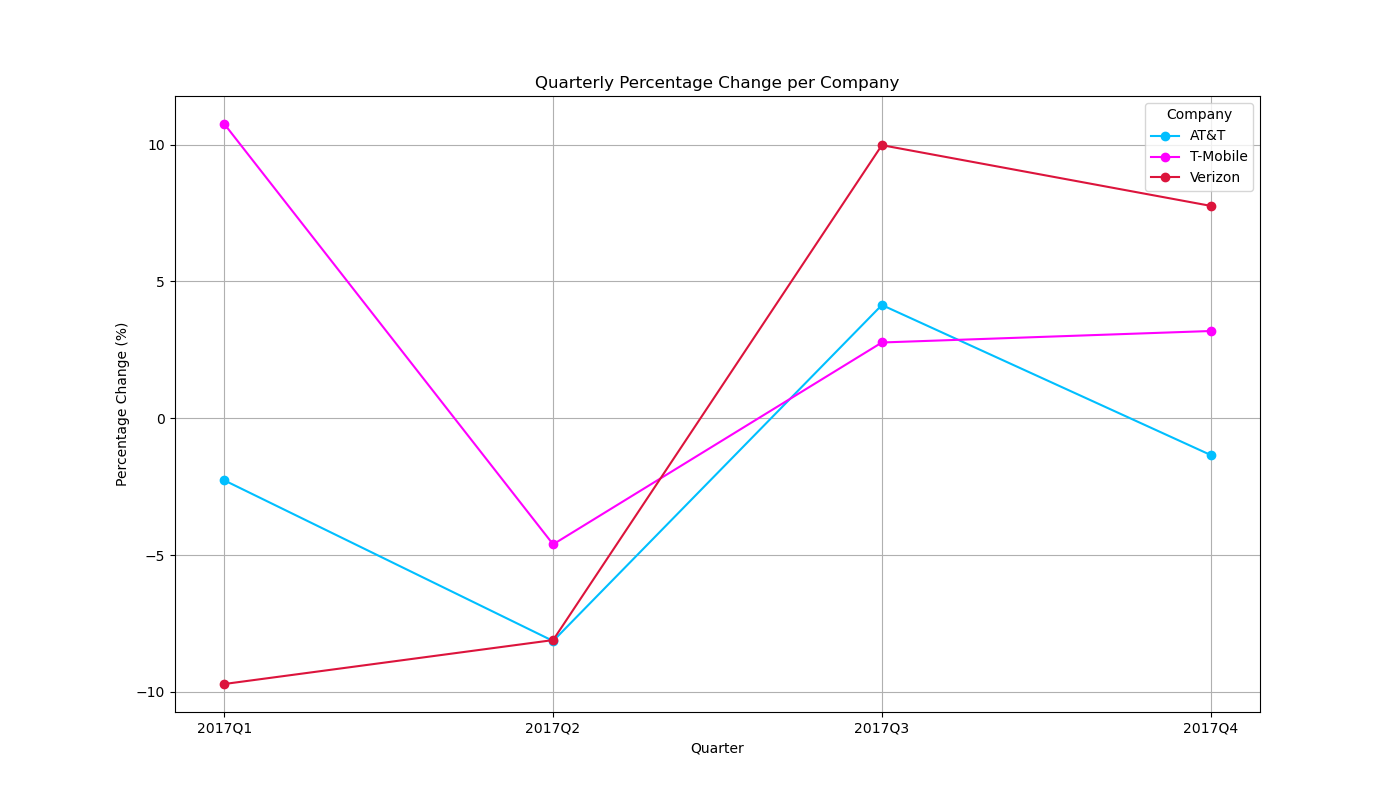 Quarterly Percentage Change per Company
Company
AT&T
T-Mobile
Verizon
10
5
0
−5
−10
Percentage Change (%)
2017Q1 2017Q2 2017Q3 2017Q4
Quarter